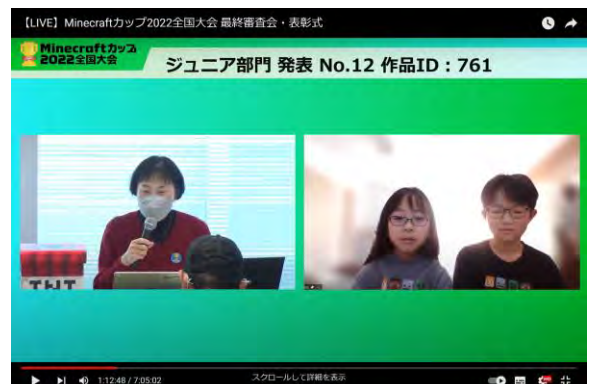 【LIVE】Minecraftカップ2022全国大会 最終審査会・表彰式
Minecraftカップ
2022全国大会
ジュニア部門 発表 No.12 作品ID：761
TNT
1:12:48 / 7:05:02
スクロールして詳細を表示